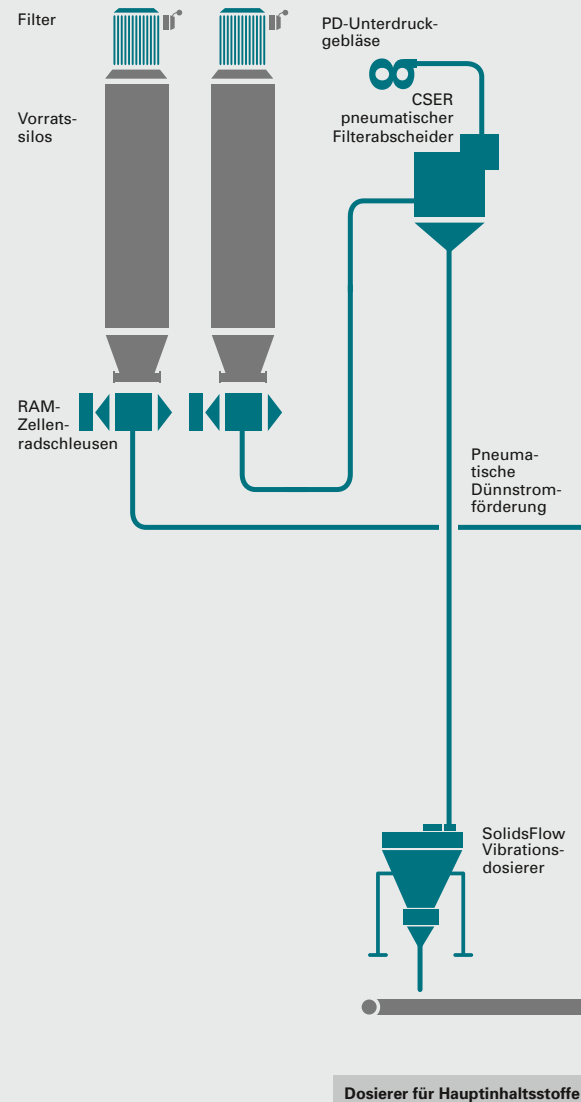 Filter
PD-Unterdruck-
gebläse
CSER
pneumatischer
Filterabscheider
Vorrats-
silos
RAM-
Zellen-
radschleusen
Pneuma-
tische
Dünnstrom-
förderung
SolidsFlow
Vibrations-
dosierer
Dosierer für Hauptinhaltsstoffe